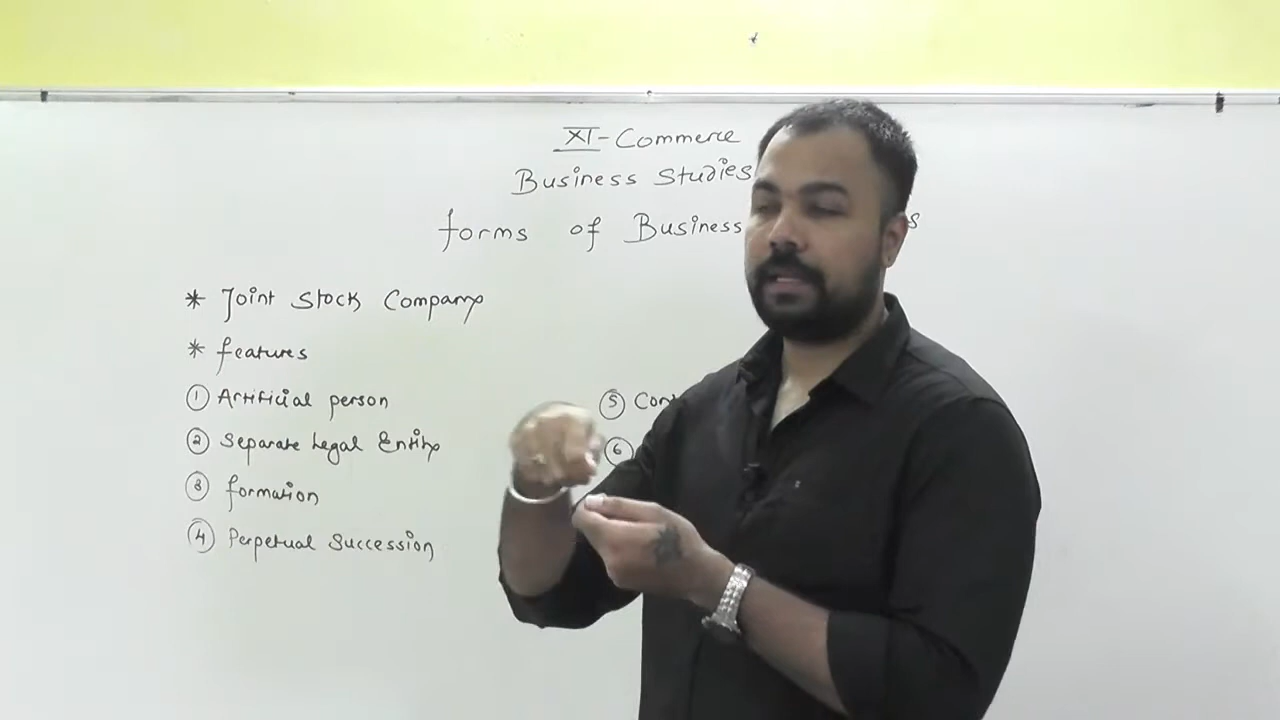 XI - Commerce
Business Studies
forms of Business
* Joint Stock Company
* features
① Artificial person
② Separate Legal Entity
③ formation
④ Perpetual Succession
⑤
⑥